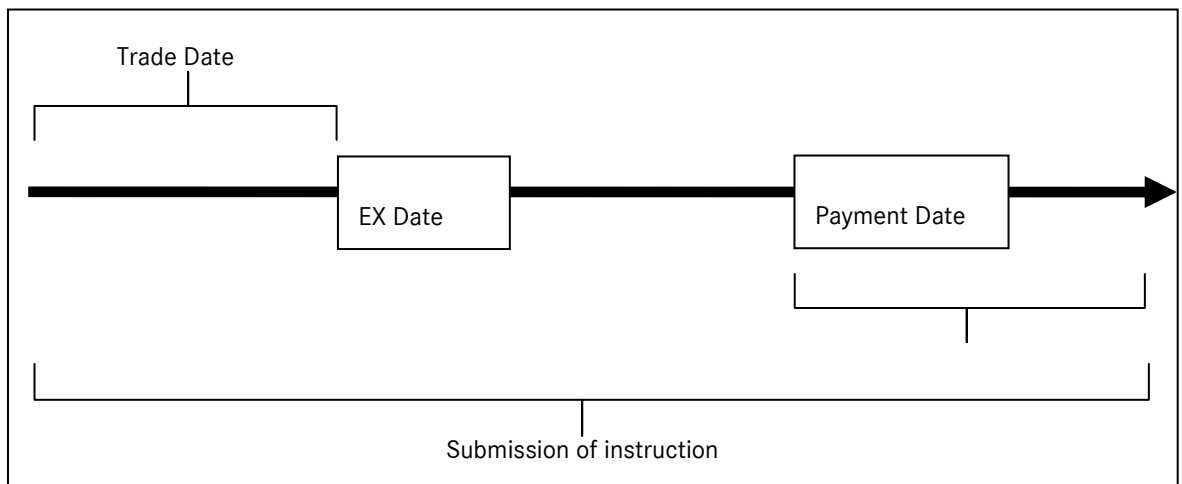 Trade Date
EX Date
Payment Date
Submission of instruction